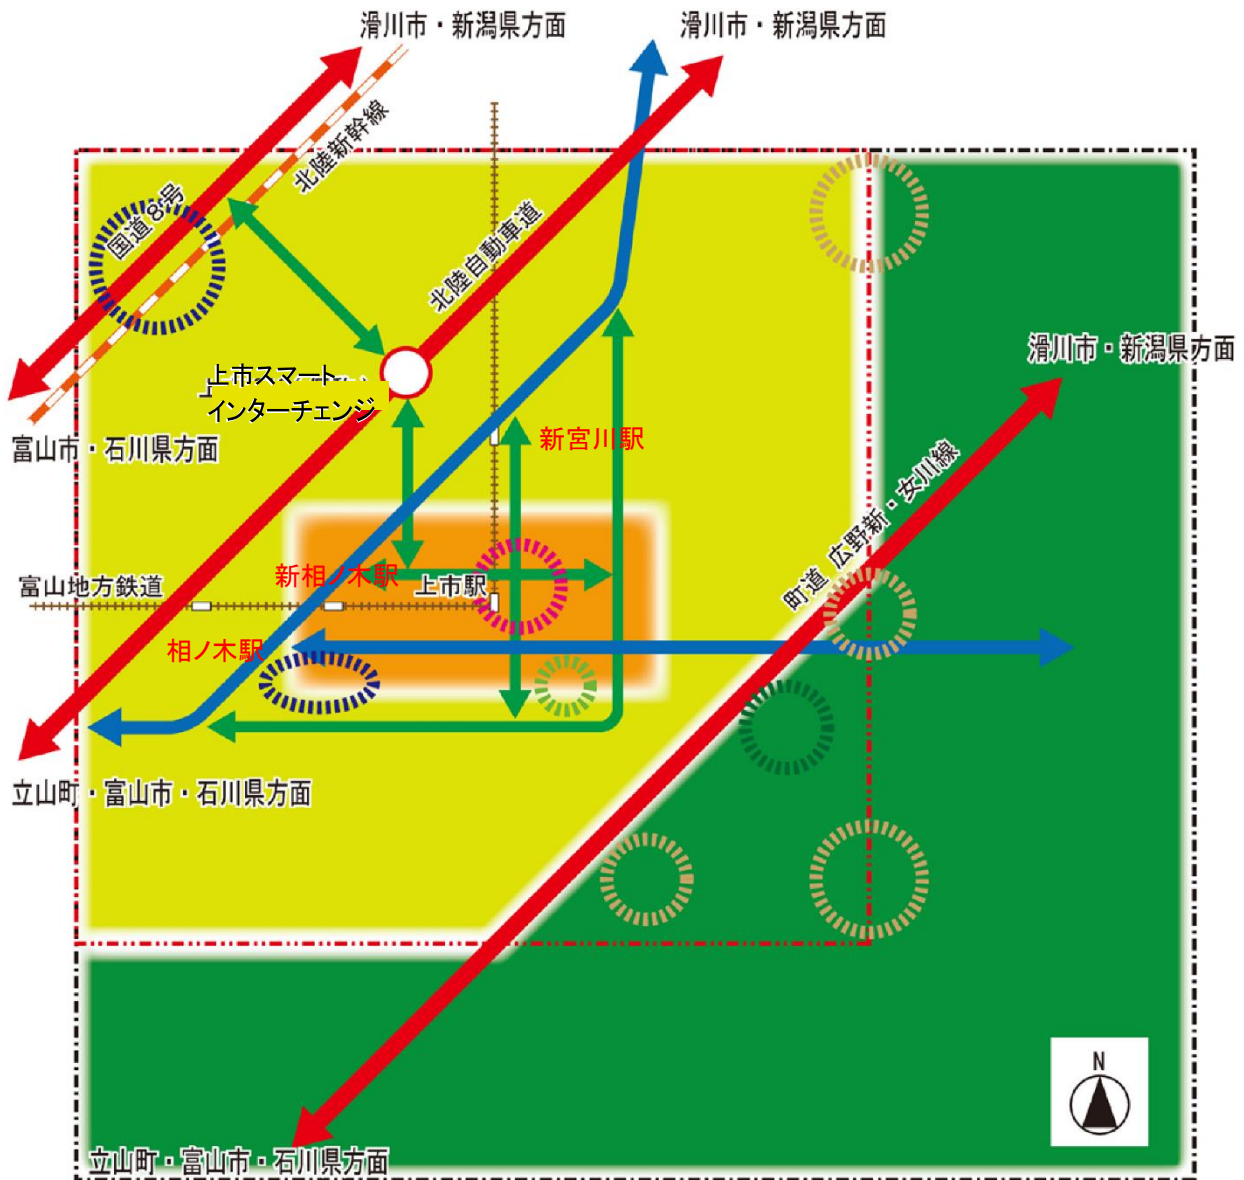 滑川市・新潟県方面
滑川市・新潟県方面
北陸新幹線
国道8号
北陸自動車道
滑川市・新潟県方面
上市スマート
インターチェンジ
富山市・石川県方面
新宮川駅
町道 広野新・女川線
新相ノ木駅
上市駅
富山地方鉄道
相ノ木駅
立山町・富山市・石川県方面
N
立山町・富山市・石川県方面